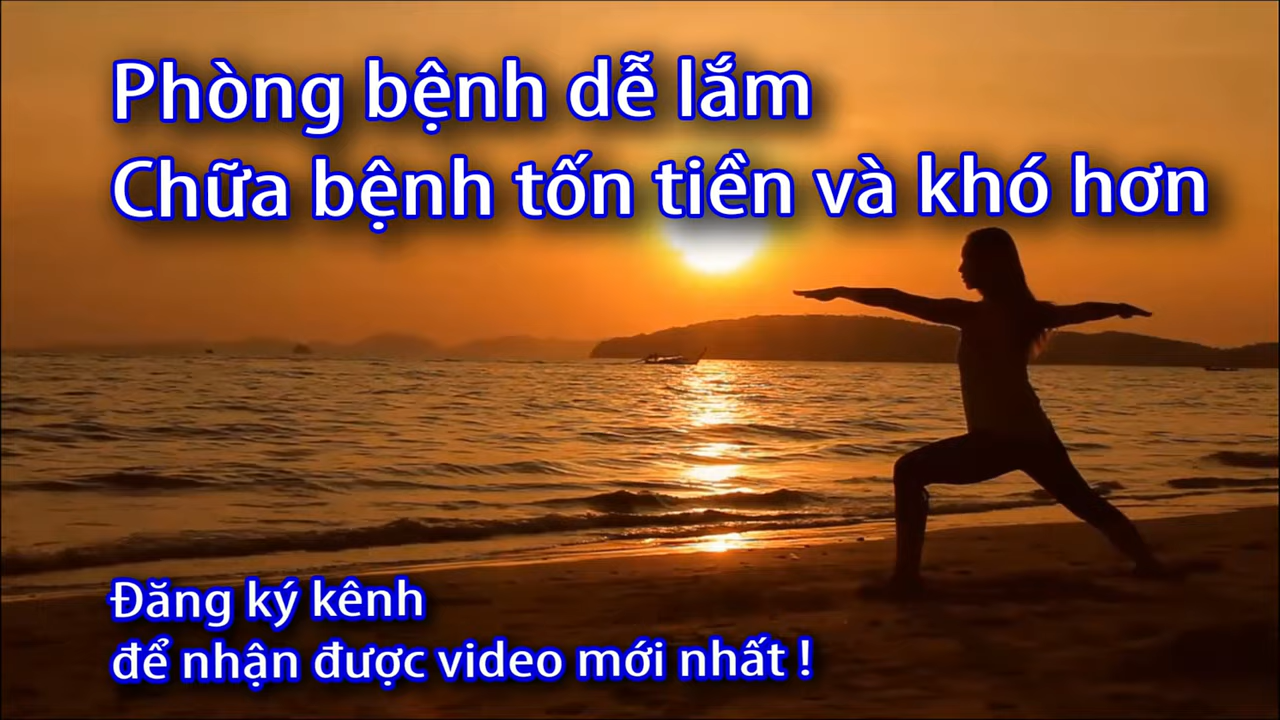 Phòng bệnh dễ lắm
Chữa bệnh tốn tiền và khó hơn
Đăng ký kênh
để nhận được video mới nhất !